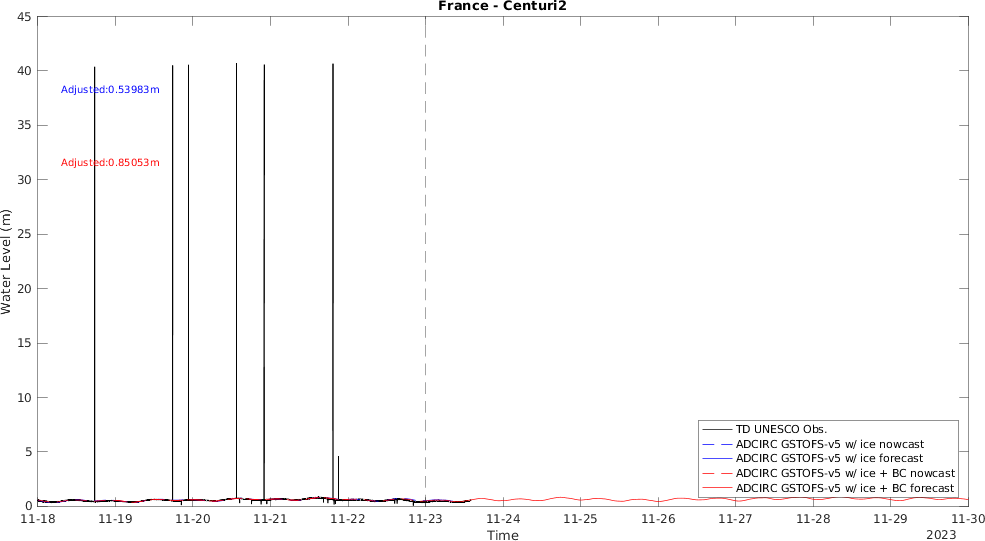 France - Centuri2
45
40
35
30
25
20
15
10
5
0
Water Level (m)
Adjusted:0.53983m
Adjusted:0.85053m
TD UNESCO Obs.
ADCIRC GSTOFS-v5 w/ ice nowcast
ADCIRC GSTOFS-v5 w/ ice forecast
ADCIRC GSTOFS-v5 w/ ice + BC nowcast
ADCIRC GSTOFS-v5 w/ ice + BC forecast
11-18 11-19 11-20 11-21 11-22 11-23 11-24 11-25 11-26 11-27 11-28 11-29 11-30
Time
2023